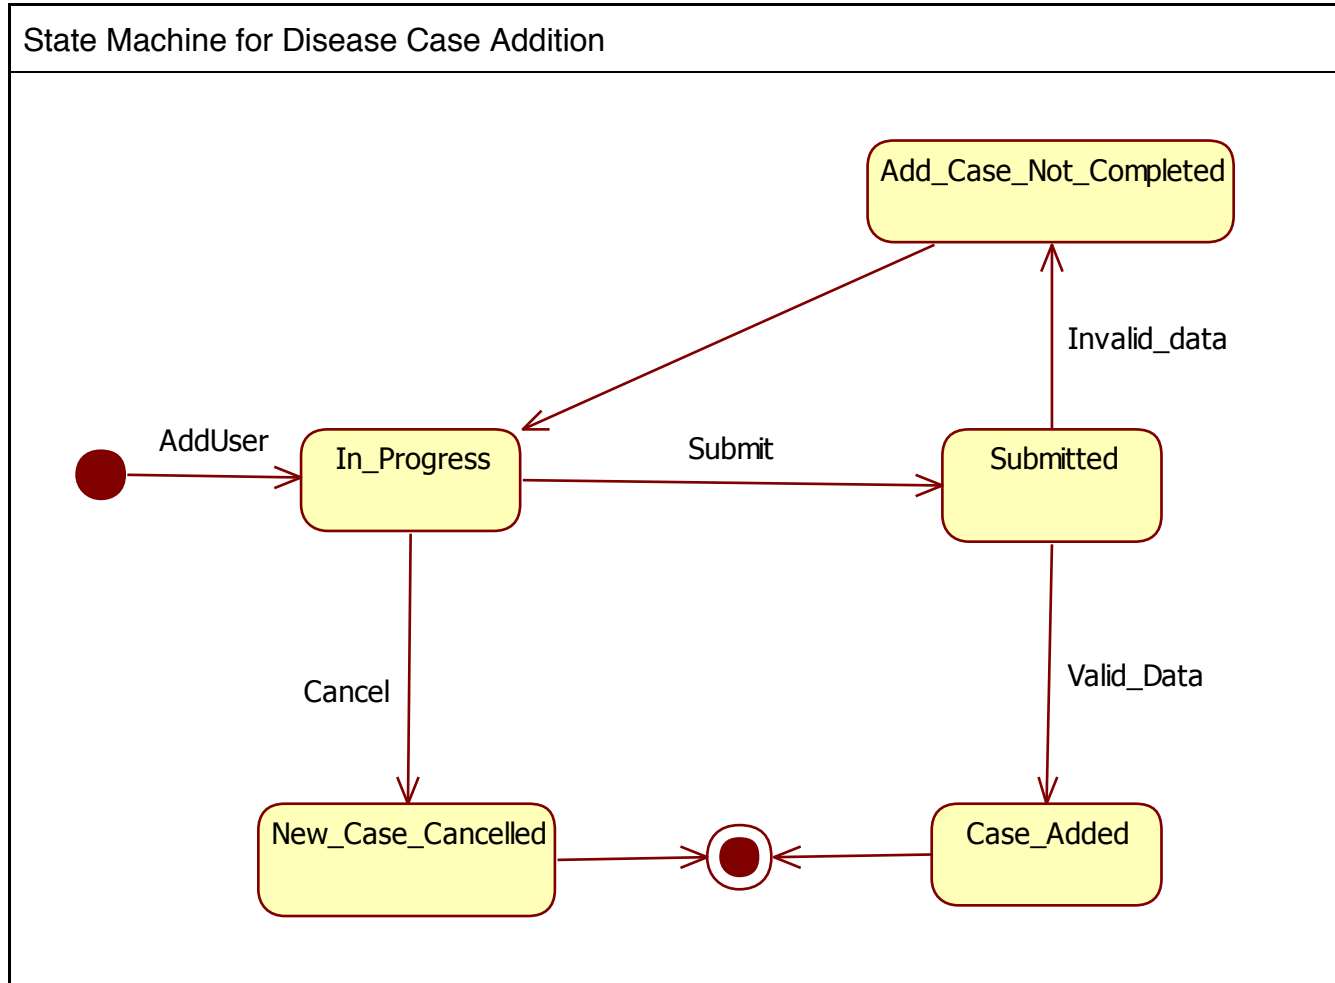 State Machine for Disease Case Addition
Add_Case_Not_Completed
Invalid_data
AddUser
In_Progress
Submit
Submitted
Cancel
Valid_Data
New_Case_Cancelled
Case_Added